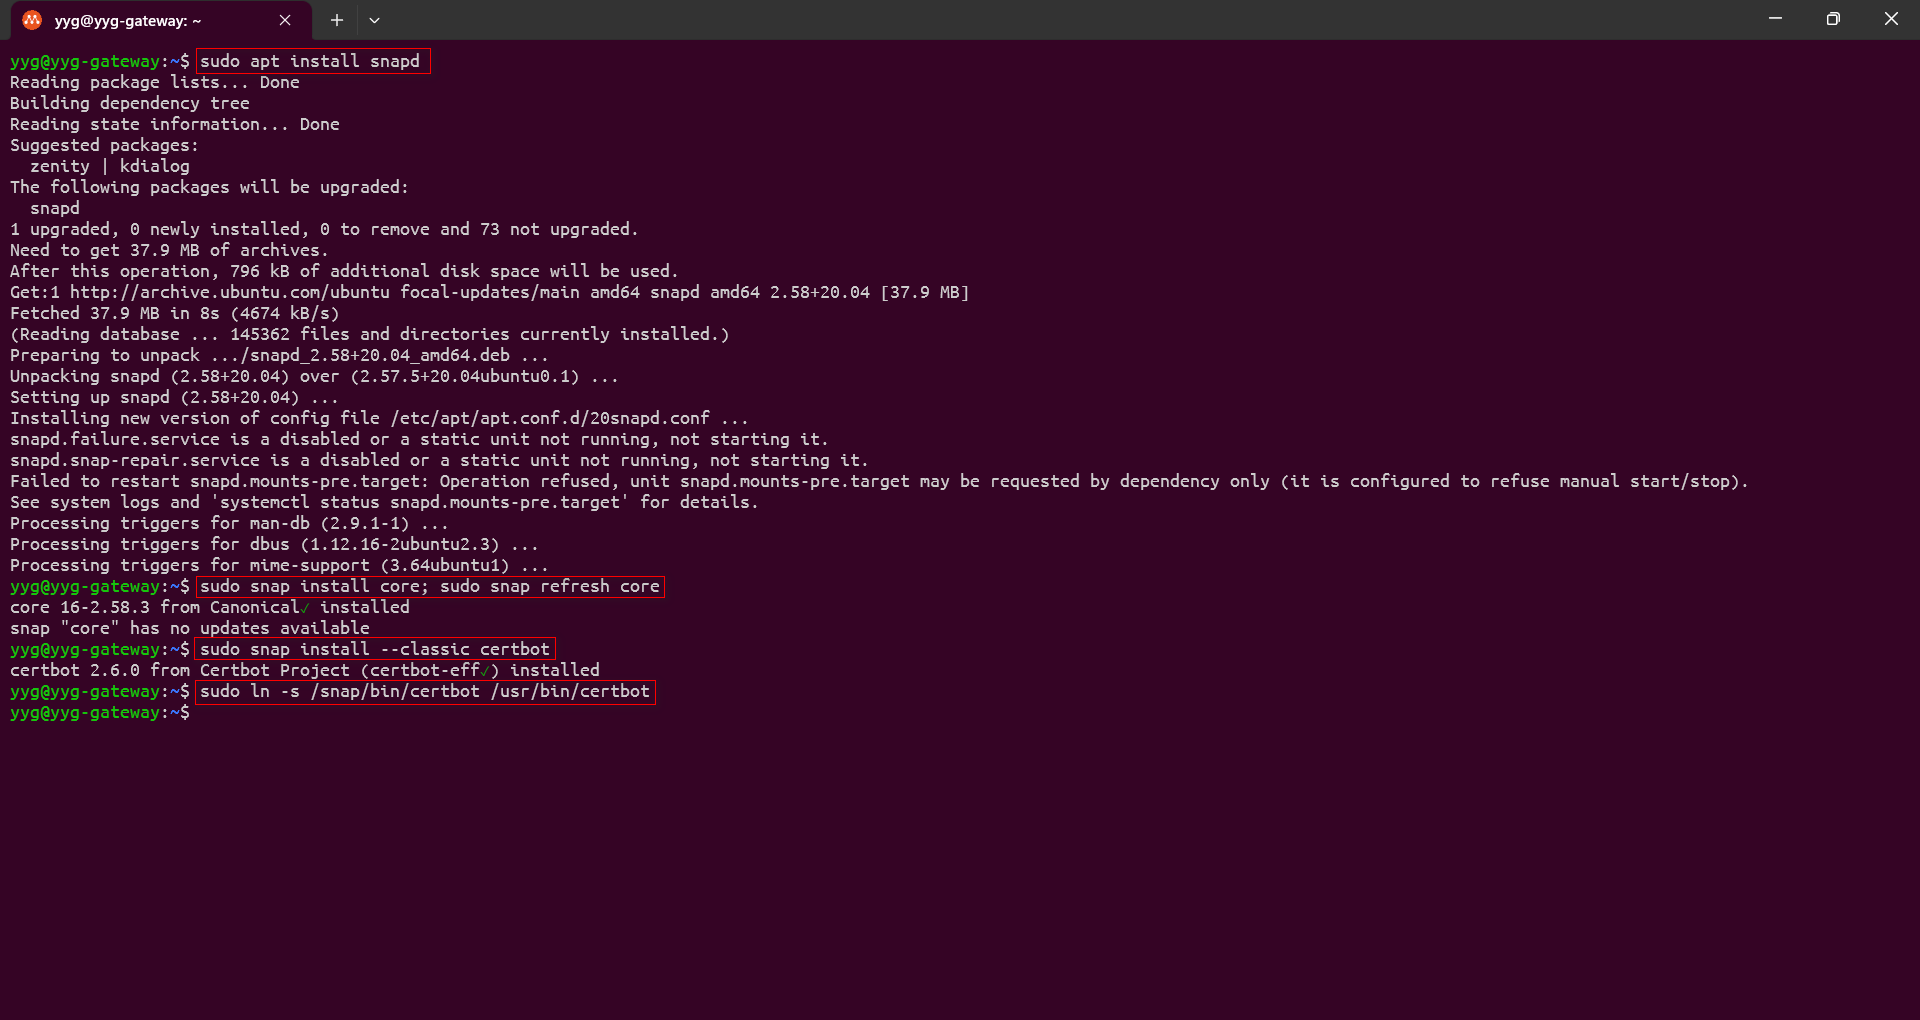 yyg@yyg-gateway: ~
yyg@yyg-gateway:~$ sudo apt install snapd
Reading package lists... Done
Building dependency tree
Reading state information... Done
Suggested packages:
  zenity | kdialog
The following packages will be upgraded:
  snapd
1 upgraded, 0 newly installed, 0 to remove and 73 not upgraded.
Need to get 37.9 MB of archives.
After this operation, 796 kB of additional disk space will be used.
Get:1 http://archive.ubuntu.com/ubuntu focal-updates/main amd64 snapd amd64 2.58+20.04 [37.9 MB]
Fetched 37.9 MB in 8s (4674 kB/s)
(Reading database ... 145362 files and directories currently installed.)
Preparing to unpack .../snapd_2.58+20.04_amd64.deb ...
Unpacking snapd (2.58+20.04) over (2.57.5+20.04ubuntu0.1) ...
Setting up snapd (2.58+20.04) ...
Installing new version of config file /etc/apt/apt.conf.d/20snapd.conf ...
snapd.failure.service is a disabled or a static unit not running, not starting it.
snapd.snap-repair.service is a disabled or a static unit not running, not starting it.
Failed to restart snapd.mounts-pre.target: Operation refused, unit snapd.mounts-pre.target may be requested by dependency only (it is configured to refuse manual start/stop).
See system logs and 'systemctl status snapd.mounts-pre.target' for details.
Processing triggers for man-db (2.9.1-1) ...
Processing triggers for dbus (1.12.16-2ubuntu2.3) ...
Processing triggers for mime-support (3.64ubuntu1) ...
yyg@yyg-gateway:~$ sudo snap install core; sudo snap refresh core
core 16-2.58.3 from Canonical✓ installed
snap "core" has no updates available
yyg@yyg-gateway:~$ sudo snap install --classic certbot
certbot 2.6.0 from Certbot Project (certbot-eff✓) installed
yyg@yyg-gateway:~$ sudo ln -s /snap/bin/certbot /usr/bin/certbot
yyg@yyg-gateway:~$